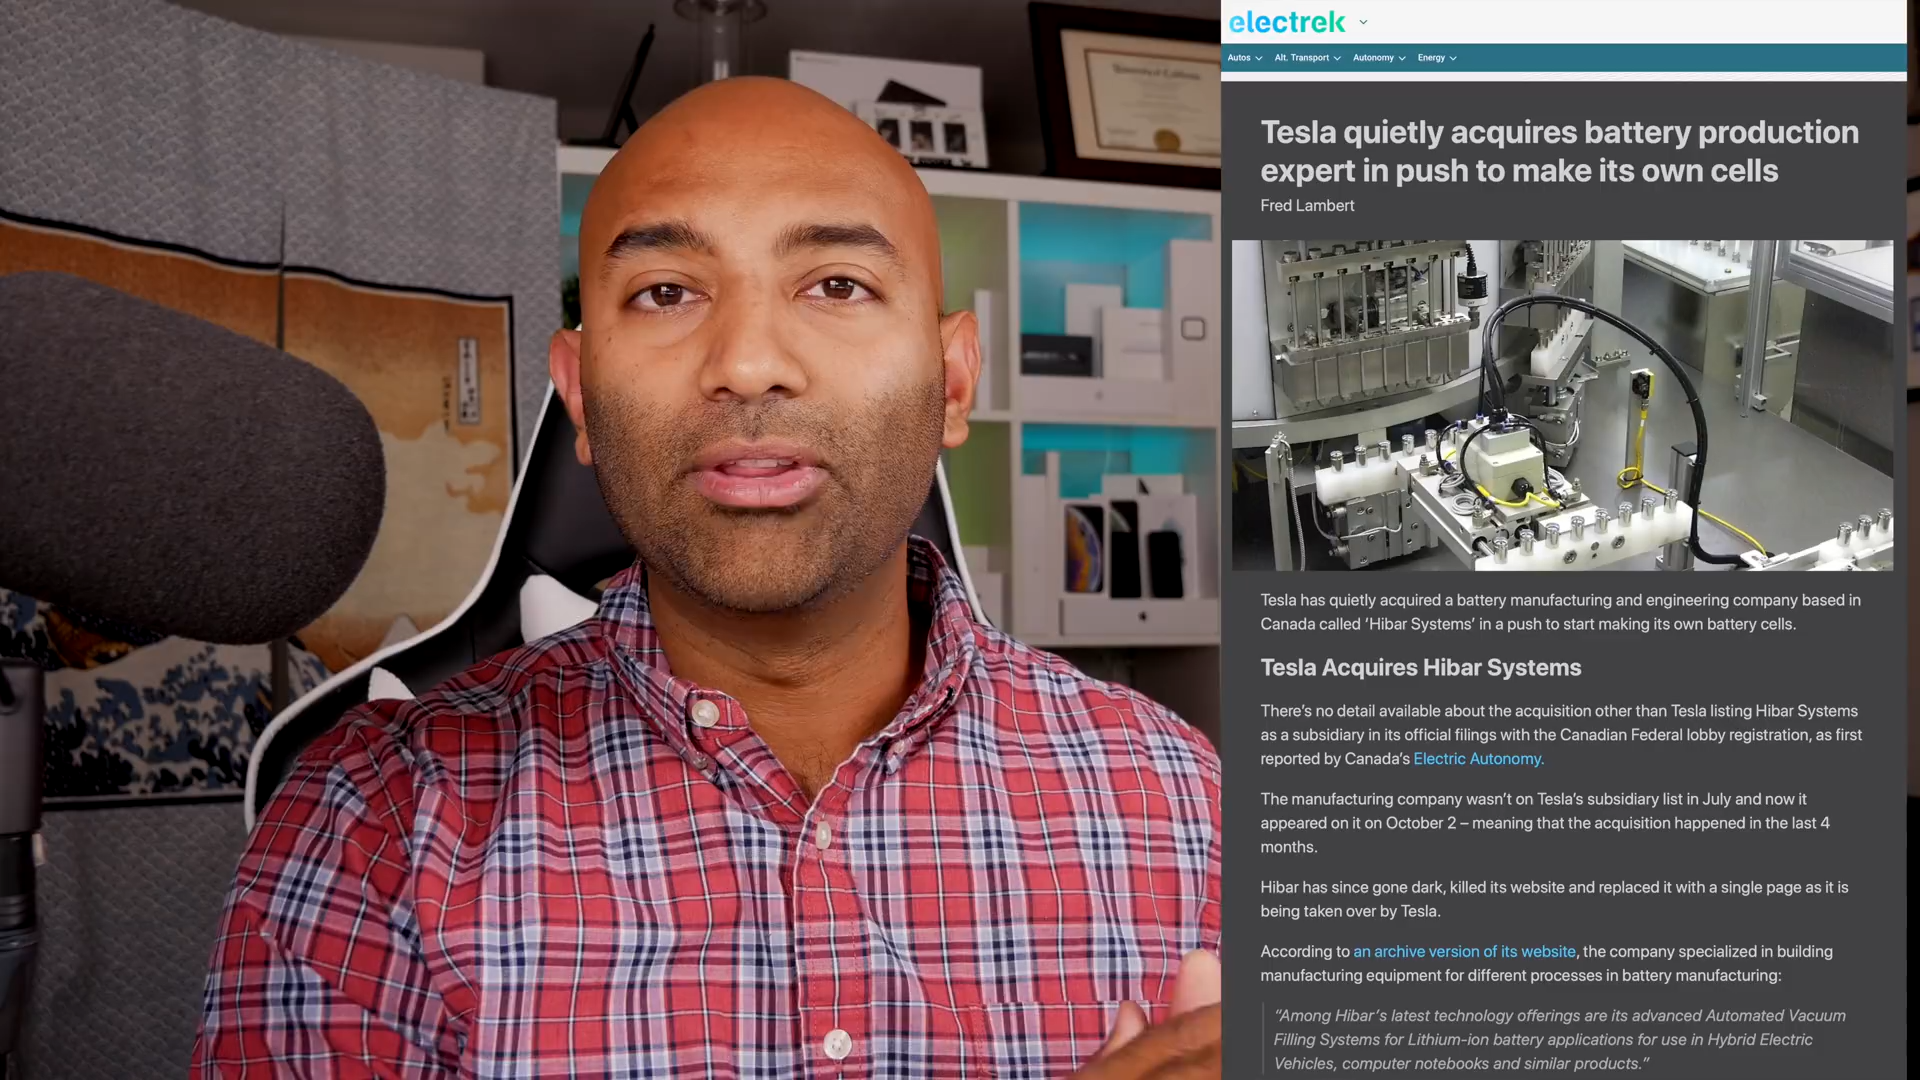 electrek
Autos Alt. Transport Autonomy Energy
Tesla quietly acquires battery production
expert in push to make its own cells
Fred Lambert
Tesla has quietly acquired a battery manufacturing and engineering company based in
Canada called ‘Hibar Systems’ in a push to start making its own battery cells.
Tesla Acquires Hibar Systems
There’s no detail available about the acquisition other than Tesla listing Hibar Systems
as a subsidiary in its official filings with the Canadian Federal lobby registration, as first
reported by Canada’s Electric Autonomy.
The manufacturing company wasn’t on Tesla’s subsidiary list in July and now it
appeared on it on October 2 – meaning that the acquisition happened in the last 4
months.
Hibar has since gone dark, killed its website and replaced it with a single page as it is
being taken over by Tesla.
According to an archive version of its website, the company specialized in building
manufacturing equipment for different processes in battery manufacturing:
“Among Hibar’s latest technology offerings are its advanced Automated Vacuum
Filling Systems for Lithium-ion battery applications for use in Hybrid Electric
Vehicles, computer notebooks and similar products.”